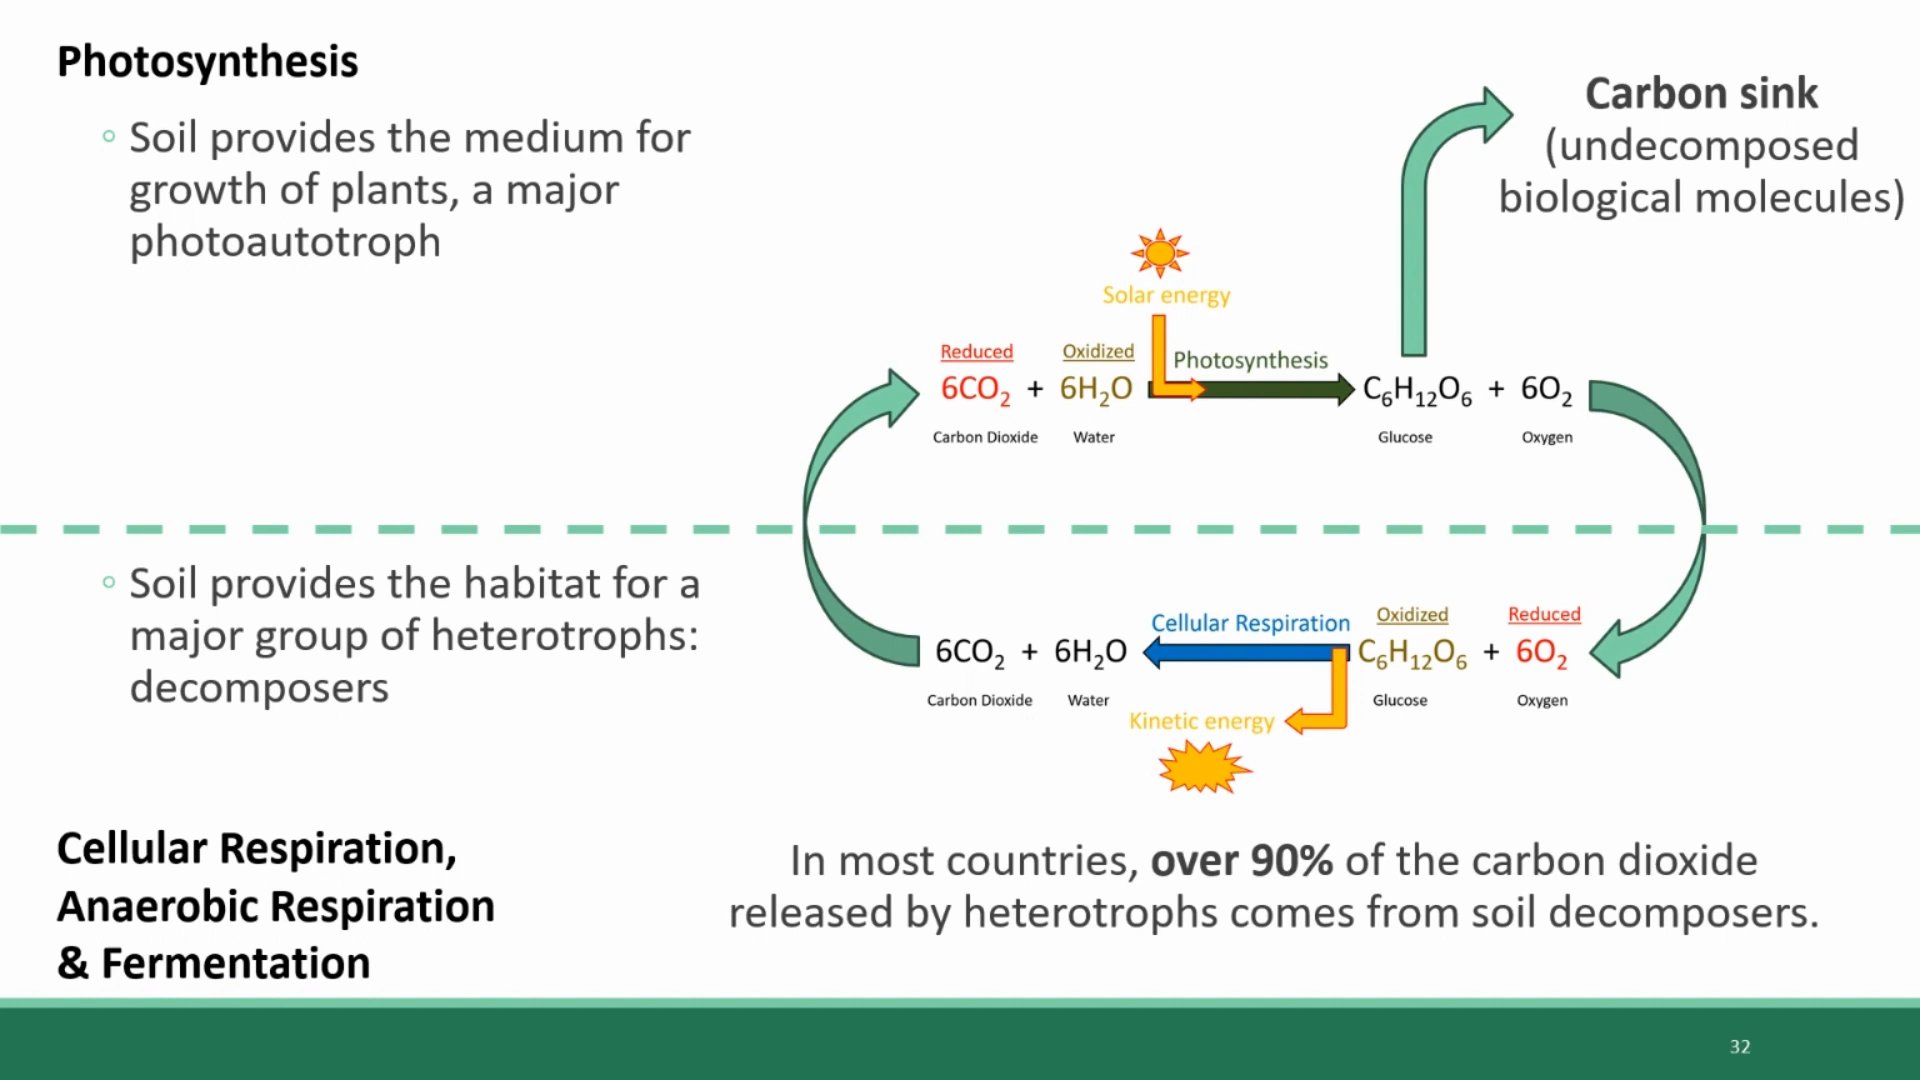 Photosynthesis
◦ Soil provides the medium for
growth of plants, a major
photoautotroph
Carbon sink
(undecomposed
biological molecules)
Solar energy
Reduced Oxidized Photosynthesis
6CO₂ + 6H₂O C₆H₁₂O₆ + 6O₂
Carbon Dioxide Water Glucose Oxygen
◦ Soil provides the habitat for a
major group of heterotrophs:
decomposers
Cellular Respiration Oxidized Reduced
6CO₂ + 6H₂O C₆H₁₂O₆ + 6O₂
Carbon Dioxide Water Glucose Oxygen
Kinetic energy
Cellular Respiration,
Anaerobic Respiration
& Fermentation
In most countries, over 90% of the carbon dioxide
released by heterotrophs comes from soil decomposers.
32